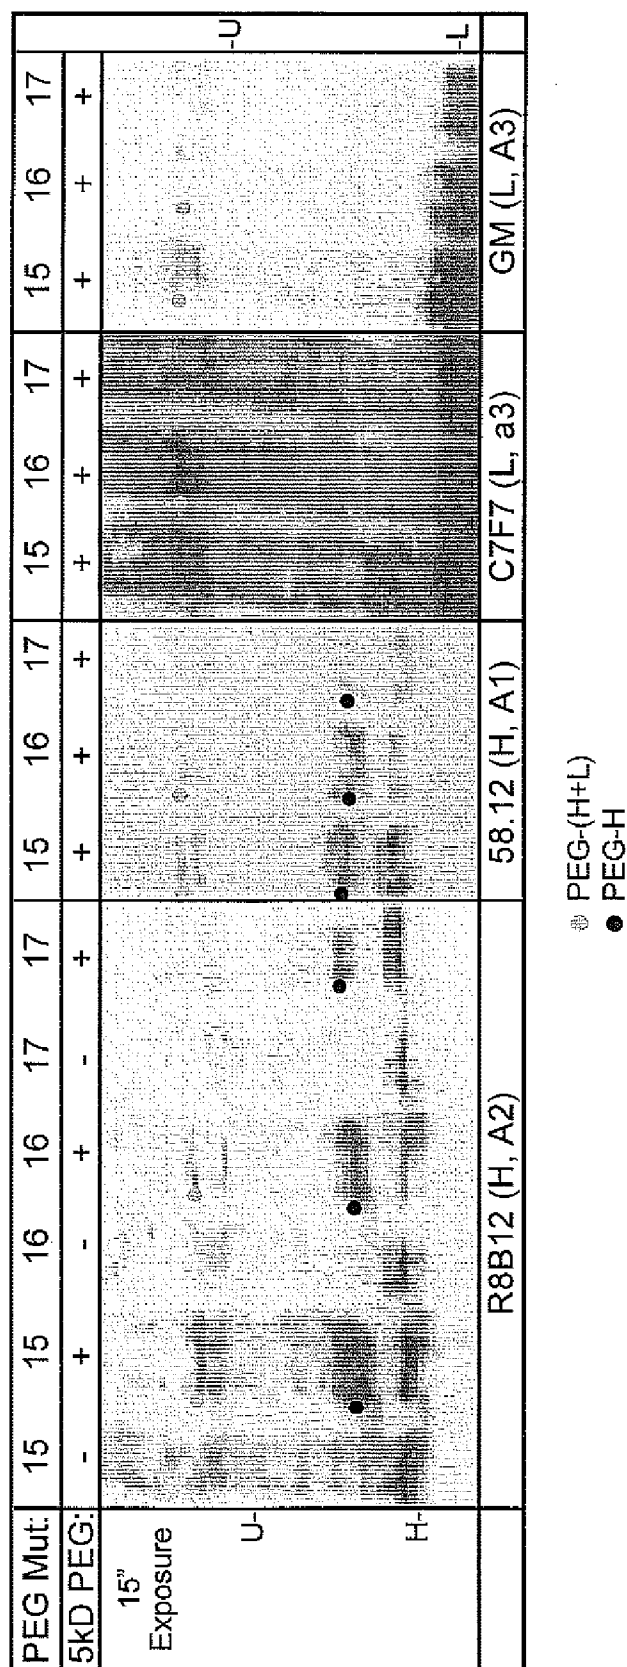 PEG Mut: 15 15 16 16 17 17 15 16 17 15 16 17 15 16 17
5kD PEG: - + - + - + + + + + + + + + +
15”
Exposure
U-
H-
-U
-L
R8B12 (H, A2) 58.12 (H, A1) C7F7 (L, a3) GM (L, A3)
PEG-(H+L)
PEG-H